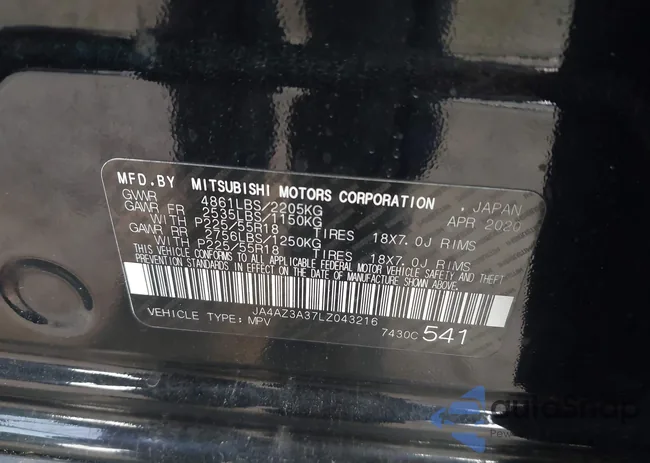 MFD.BY MITSUBISHI MOTORS CORPORATION , JAPAN
GVWR 4861LBS/2205KG APR 2020
GAWR FR 2535LBS/1150KG
WITH P225/55R18 TIRES 18X7.0J RIMS
GAWR RR 2756LBS/1250KG
WITH P225/55R18 TIRES 18X7.0J RIMS
THIS VEHICLE CONFORMS TO ALL APPLICABLE FEDERAL MOTOR VEHICLE SAFETY AND THEFT
PREVENTION STANDARDS IN EFFECT ON THE DATE OF MANUFACTURE SHOWN ABOVE.
JA4AZ3A37LZ043216
VEHICLE TYPE: MPV 7430C 541
autoShop